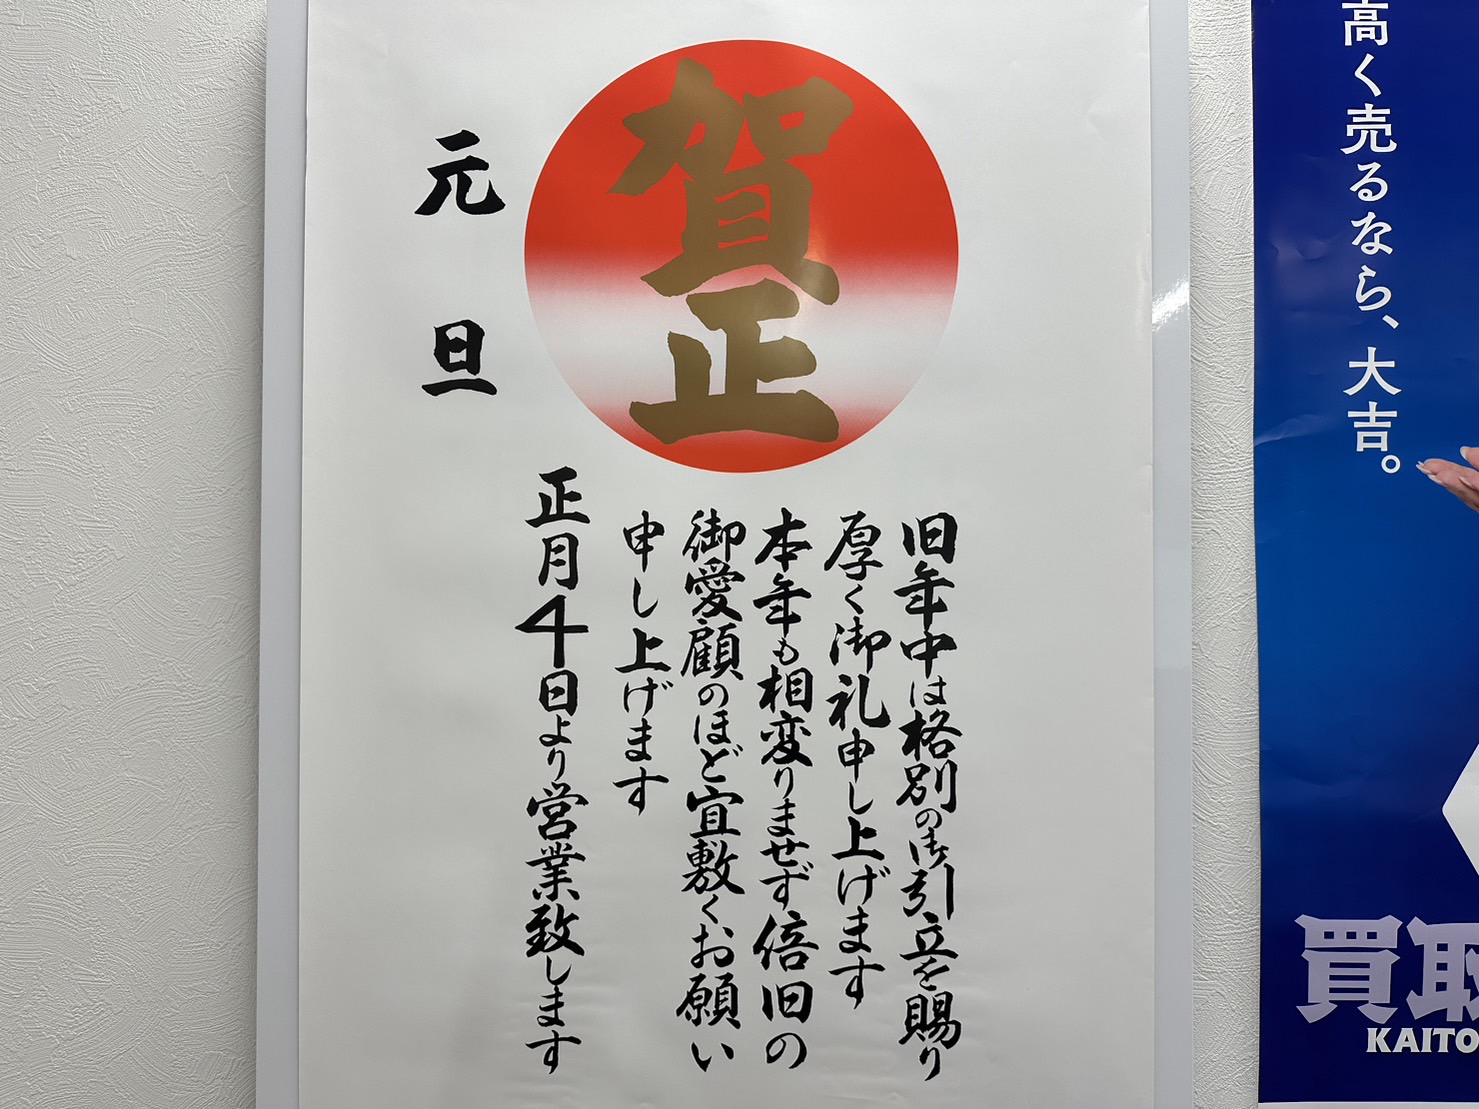 賀正
旧年中は格別の御引立を賜り
厚く御礼申し上げます
本年も相変りませず倍旧の
御愛顧のほど宜敷くお願い
申し上げます
正月4日より営業致します
元旦
高く売るなら、大吉。
買取
KAITO